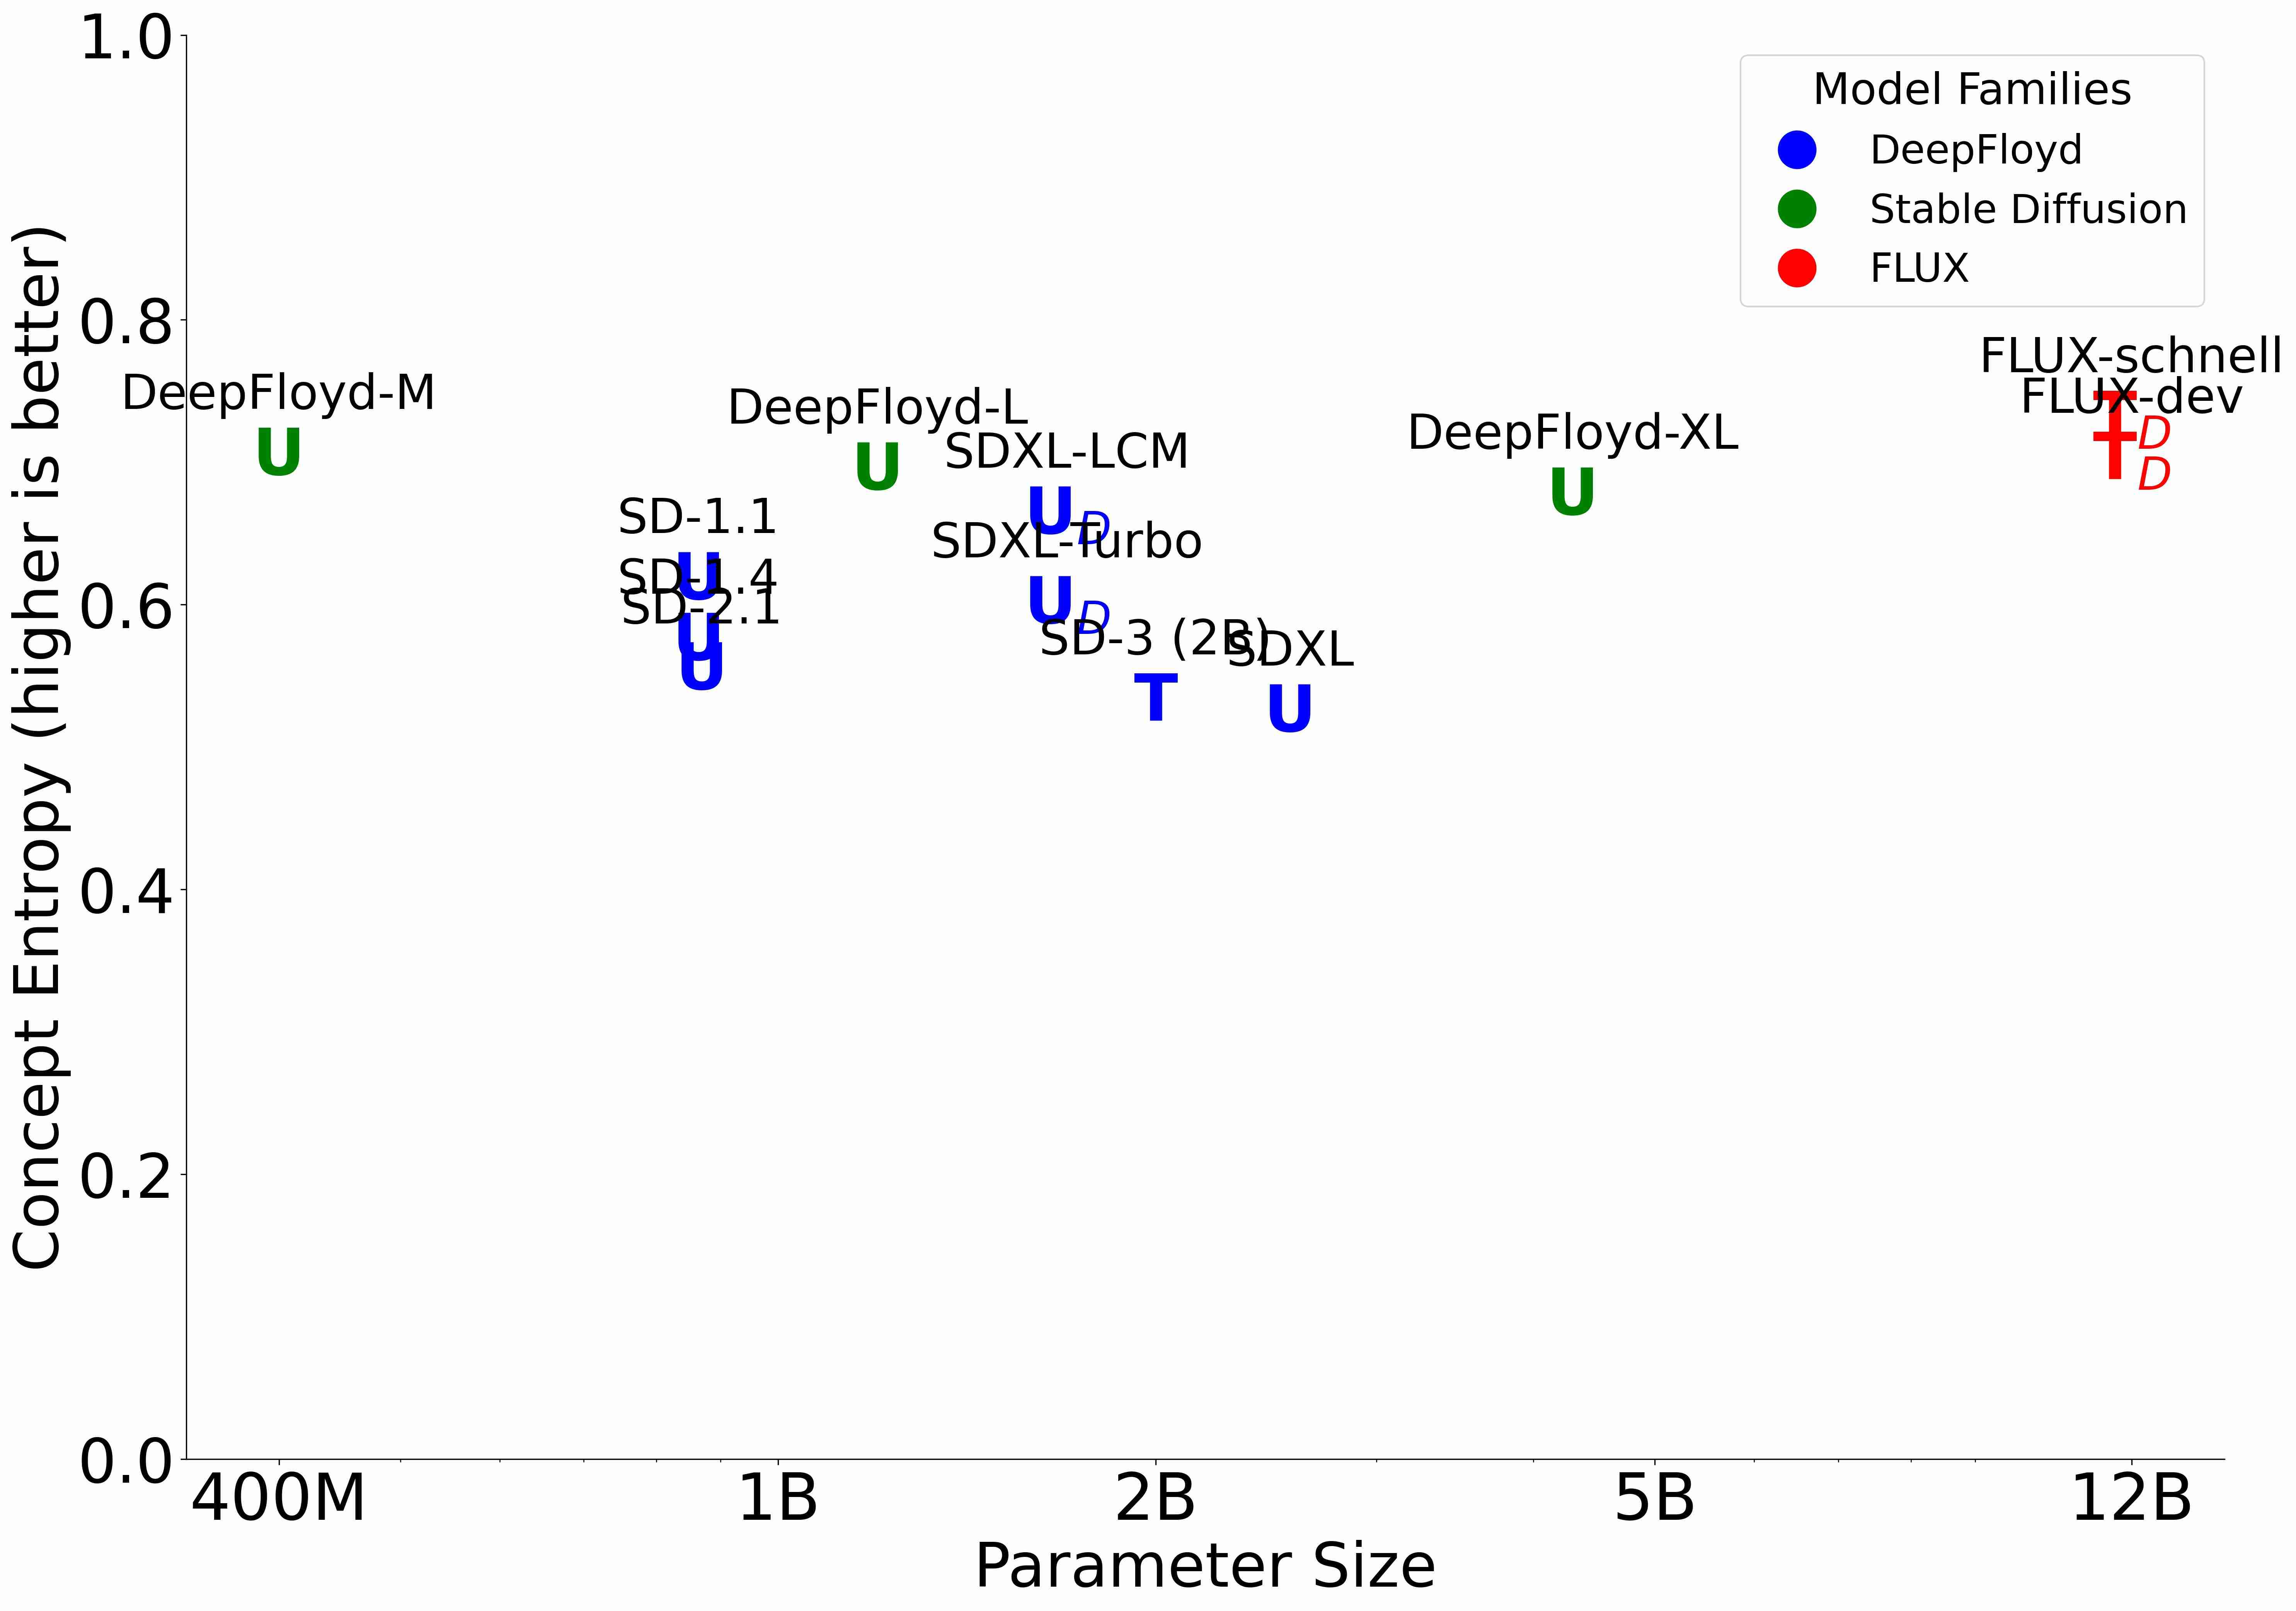 1.0
0.8
0.6
0.4
0.2
0.0
Concept Entropy (higher is better)
Model Families
DeepFloyd
Stable Diffusion
FLUX
FLUX-schnell
T D
FLUX-dev
T D
DeepFloyd-M
U
DeepFloyd-L
U
DeepFloyd-XL
U
SDXL-LCM
U D
SD-1.1
U
SDXL-Turbo
U D
SD-1.4
U
SD-2.1
U
SD-3 (2B)
T
SDXL
U
400M 1B 2B 5B 12B
Parameter Size